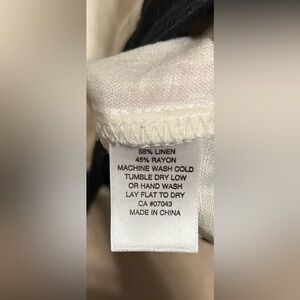 55% LINEN
45% RAYON
MACHINE WASH COLD
TUMBLE DRY LOW
OR HAND WASH
LAY FLAT TO DRY
CA #07043
MADE IN CHINA